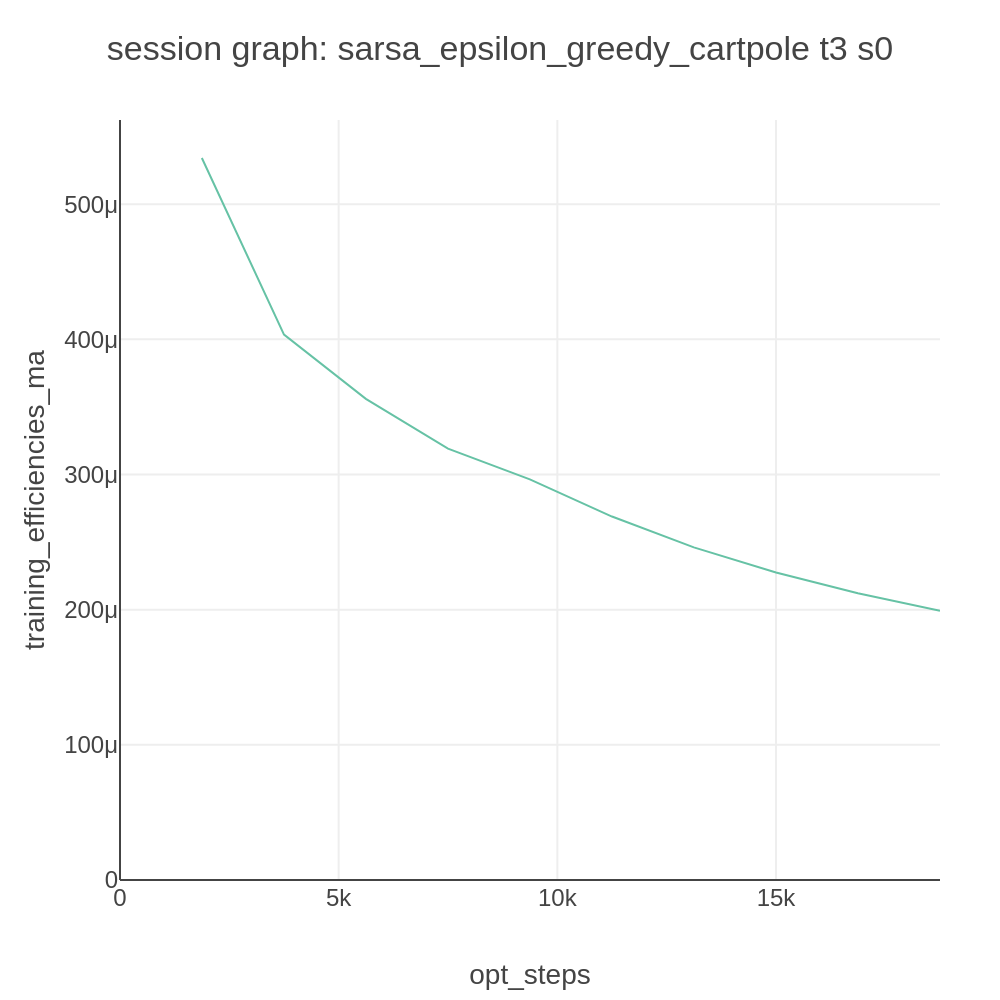 session graph: sarsa_epsilon_greedy_cartpole t3 s0
training_efficiencies_ma
500μ
400μ
300μ
200μ
100μ
0
0
5k
10k
15k
opt_steps